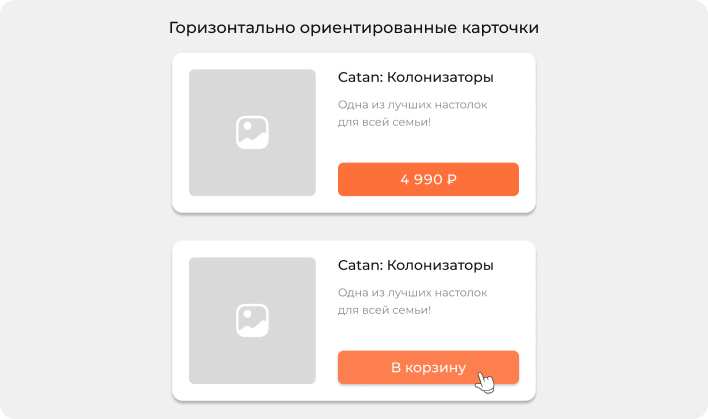 Горизонтально ориентированные карточки
Catan: Колонизаторы
Одна из лучших настолок
для всей семьи!
4 990 ₽
Catan: Колонизаторы
Одна из лучших настолок
для всей семьи!
В корзину